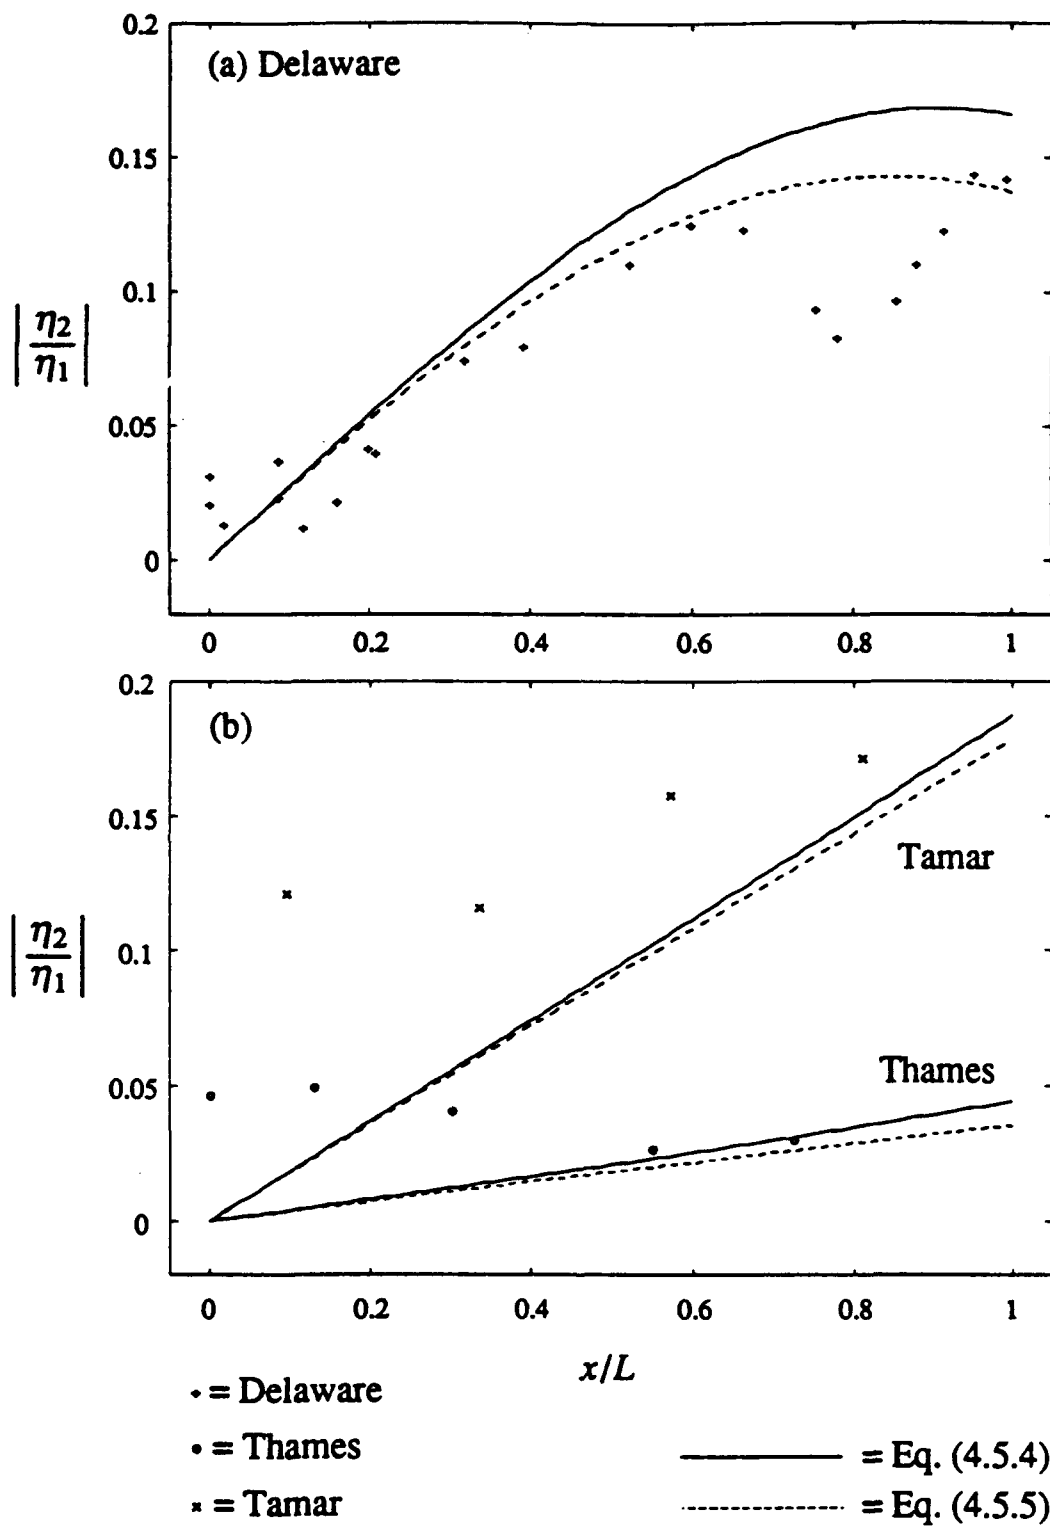 0.2
(a) Delaware
0.15
0.1
|η₂/η₁|
0.05
0
0 0.2 0.4 0.6 0.8 1
0.2
(b)
0.15
Tamar
0.1
|η₂/η₁|
Thames
0.05
0
0 0.2 0.4 0.6 0.8 1
x/L
= Delaware
= Thames
= Eq. (4.5.4)
= Tamar
= Eq. (4.5.5)